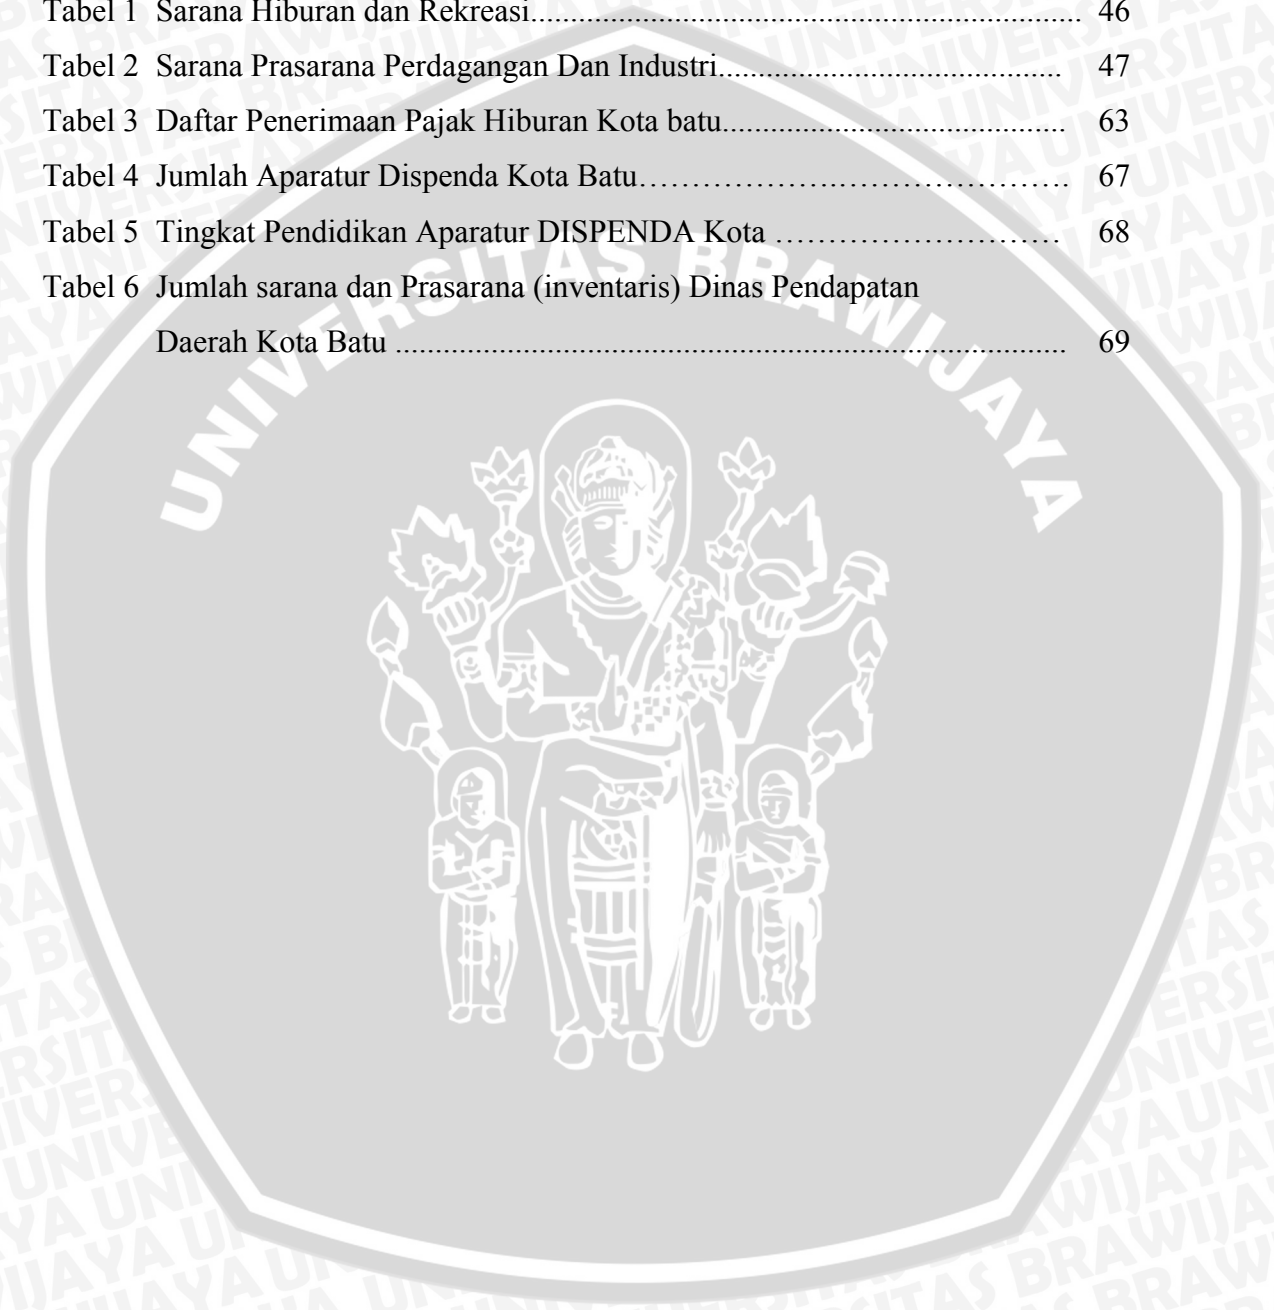 Tabel 1 Sarana Hiburan dan Rekreasi..................................................................... 46
Tabel 2 Sarana Prasarana Perdagangan Dan Industri........................................... 47
Tabel 3 Daftar Penerimaan Pajak Hiburan Kota batu........................................... 63
Tabel 4 Jumlah Aparatur Dispenda Kota Batu………………………………………. 67
Tabel 5 Tingkat Pendidikan Aparatur DISPENDA Kota ……………………… 68
Tabel 6 Jumlah sarana dan Prasarana (inventaris) Dinas Pendapatan
Daerah Kota Batu .................................................................................... 69
UNIVERSITAS BRAWIJAYA